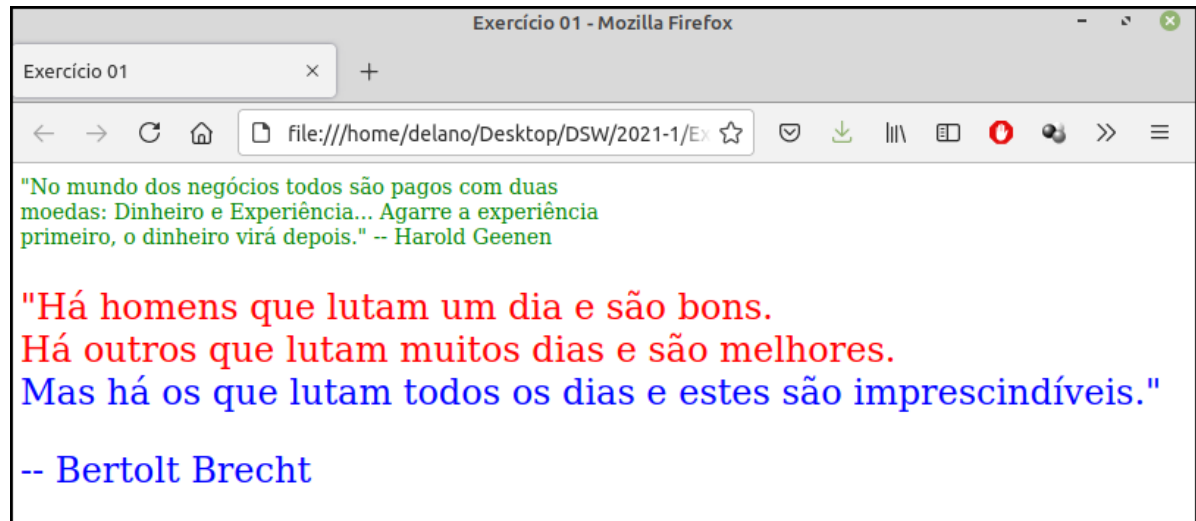 Exercício 01 - Mozilla Firefox
Exercício 01
file:///home/delano/Desktop/DSW/2021-1/Ex
"No mundo dos negócios todos são pagos com duas
moedas: Dinheiro e Experiência... Agarre a experiência
primeiro, o dinheiro virá depois." -- Harold Geenen
"Há homens que lutam um dia e são bons.
Há outros que lutam muitos dias e são melhores.
Mas há os que lutam todos os dias e estes são imprescindíveis."
-- Bertolt Brecht